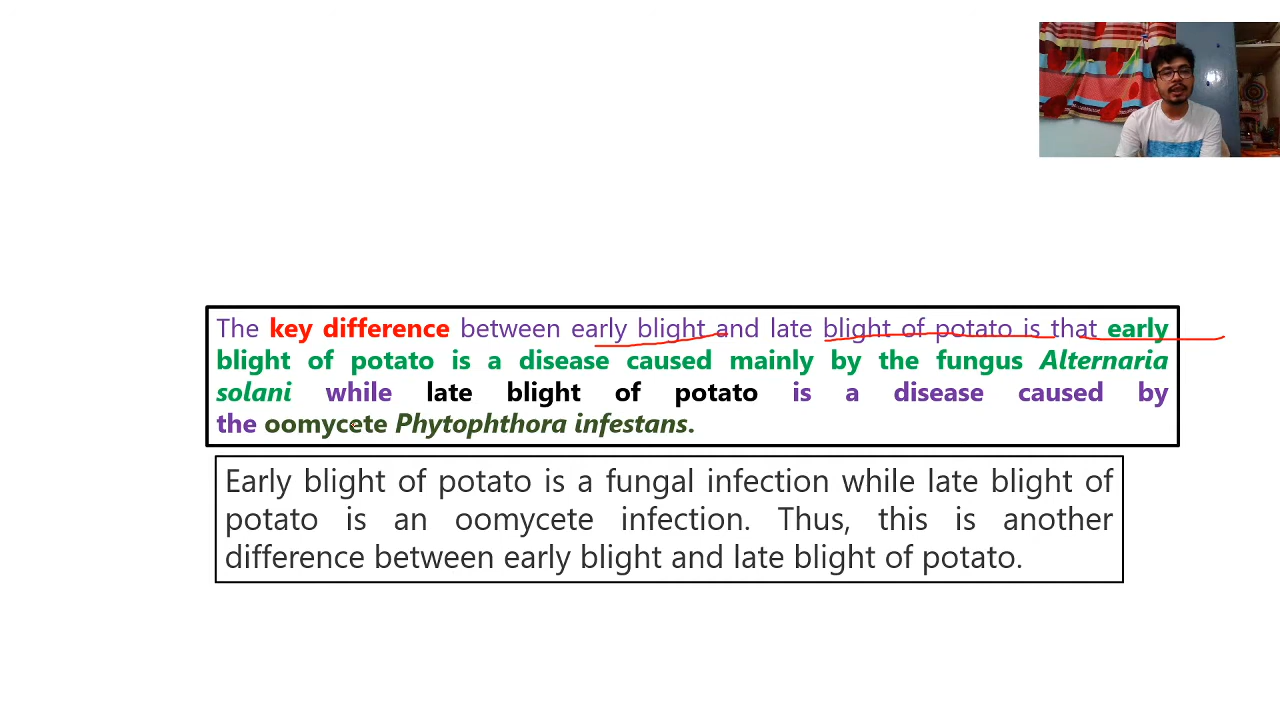 The key difference between early blight and late blight of potato is that early
blight of potato is a disease caused mainly by the fungus Alternaria
solani while late blight of potato is a disease caused by
the oomycete Phytophthora infestans.
Early blight of potato is a fungal infection while late blight of
potato is an oomycete infection. Thus, this is another
difference between early blight and late blight of potato.